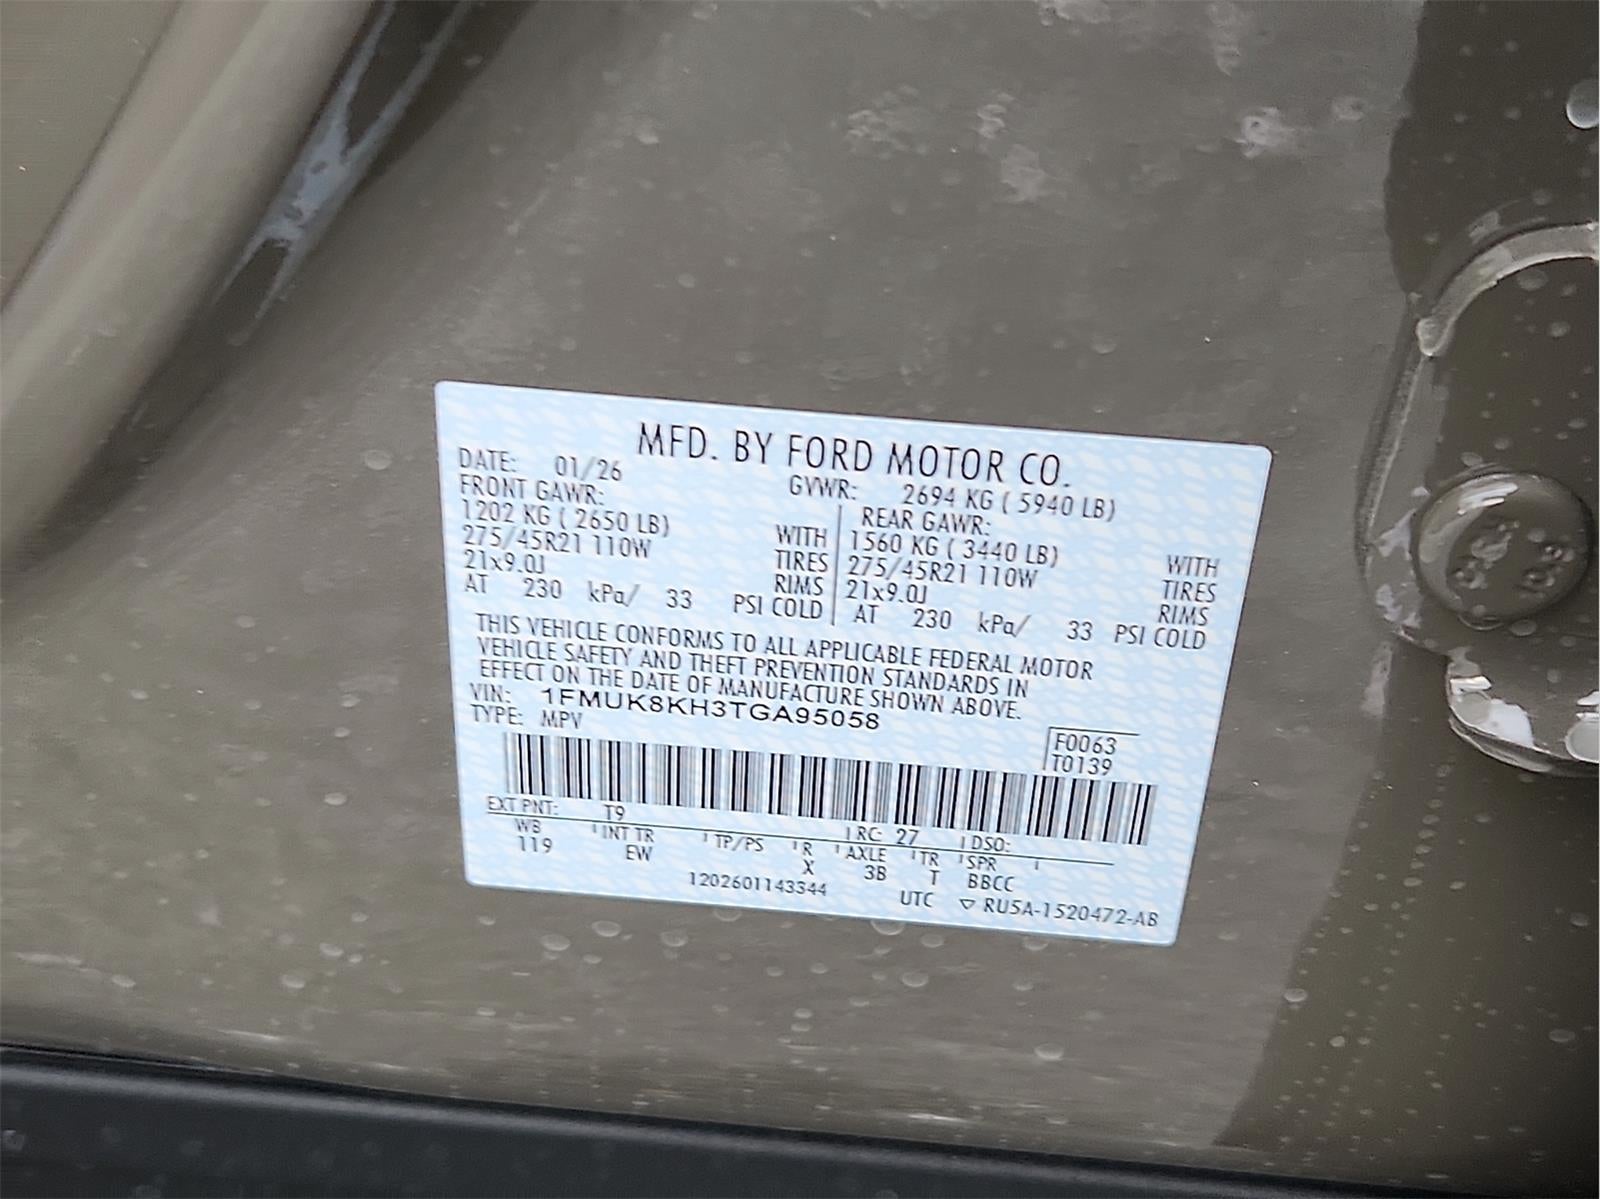 MFD. BY FORD MOTOR CO.
DATE: 01/26 GVWR: 2694 KG ( 5940 LB)
FRONT GAWR: REAR GAWR:
1202 KG ( 2650 LB) WITH 1560 KG ( 3440 LB) WITH
275/45R21 110W TIRES 275/45R21 110W TIRES
21x9.0J RIMS 21x9.0J RIMS
AT 230 kPa/ 33 PSI COLD AT 230 kPa/ 33 PSI COLD
THIS VEHICLE CONFORMS TO ALL APPLICABLE FEDERAL MOTOR
VEHICLE SAFETY AND THEFT PREVENTION STANDARDS IN
EFFECT ON THE DATE OF MANUFACTURE SHOWN ABOVE.
VIN: 1FMUK8KH3TGA95058
TYPE: MPV
F0063
T0139
EXT PNT: T9 RC: 27 DSO:
WB INT TR TP/PS R AXLE TR SPR
119 EW X 3B T BBCC
1202601143344 UTC ▽ RU5A-1520472-AB